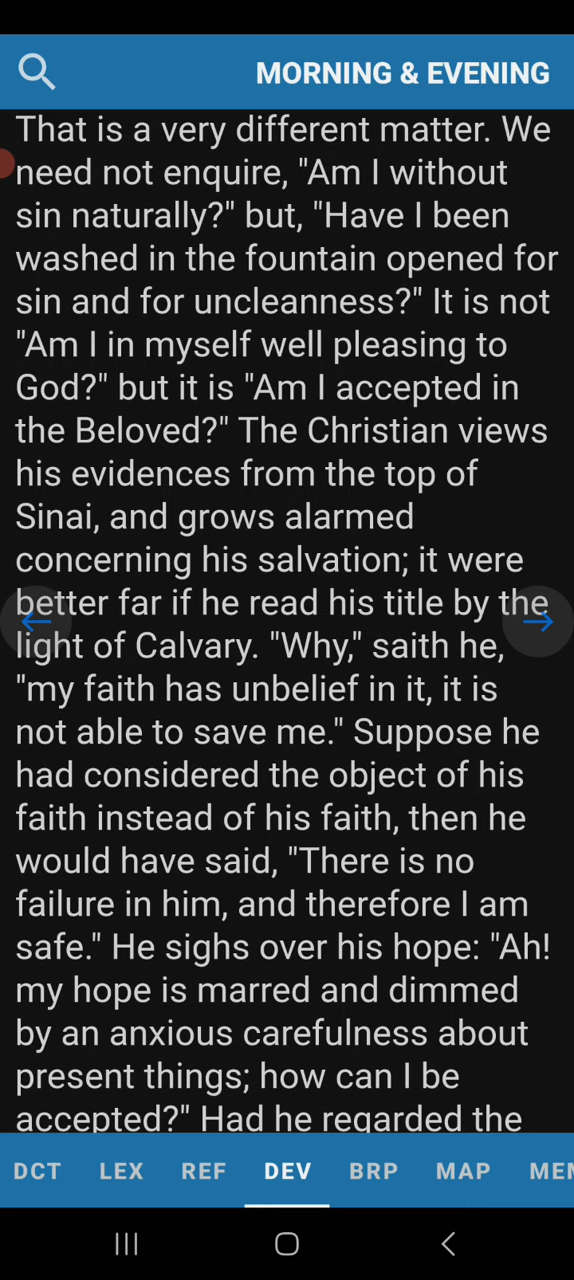 MORNING & EVENING
That is a very different matter. We
need not enquire, "Am I without
sin naturally?" but, "Have I been
washed in the fountain opened for
sin and for uncleanness?" It is not
"Am I in myself well pleasing to
God?" but it is "Am I accepted in
the Beloved?" The Christian views
his evidences from the top of
Sinai, and grows alarmed
concerning his salvation; it were
better far if he read his title by the
light of Calvary. "Why," saith he,
"my faith has unbelief in it, it is
not able to save me." Suppose he
had considered the object of his
faith instead of his faith, then he
would have said, "There is no
failure in him, and therefore I am
safe." He sighs over his hope: "Ah!
my hope is marred and dimmed
by an anxious carefulness about
present things; how can I be
accepted?" Had he regarded the
DCT LEX REF DEV BRP MAP